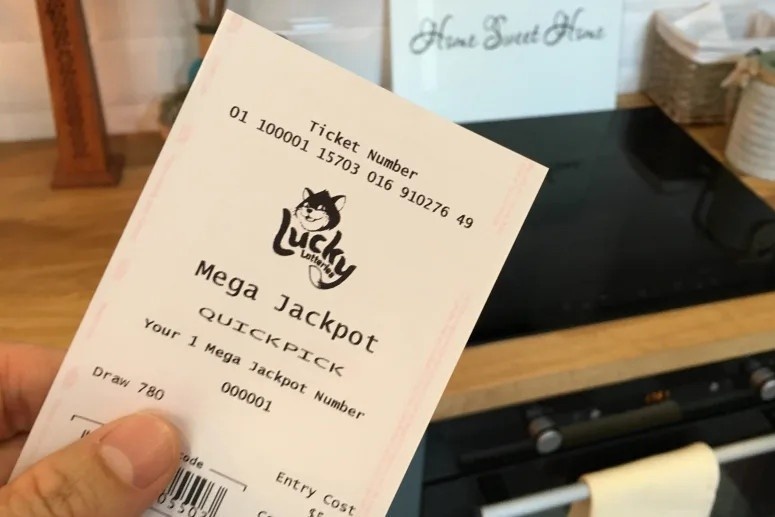 Home Sweet Home
Ticket Number
01 100001 15703 016 910276 49
Lucky
Lotteries
Mega Jackpot
QUICKPICK
Your 1 Mega Jackpot Number
000001
Draw 780
Entry Cost